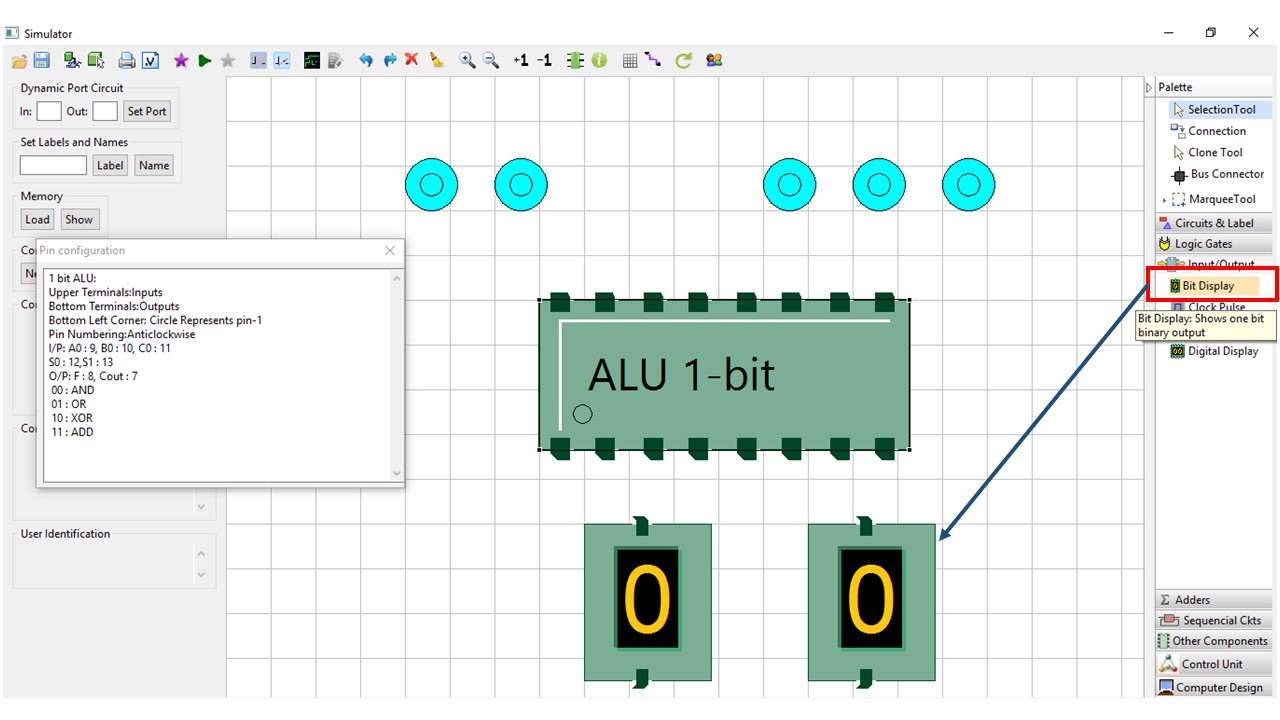 Simulator
+1 -1
Dynamic Port Circuit
In: Out: Set Port
Set Labels and Names
Label Name
Memory
Load Show
Pin configuration
1 bit ALU:
Upper Terminals:Inputs
Bottom Terminals:Outputs
Bottom Left Corner: Circle Represents pin-1
Pin Numbering:Anticlockwise
I/P: A0 : 9, B0 : 10, C0 : 11
S0 : 12,S1 : 13
O/P: F : 8, Cout : 7
00 : AND
01 : OR
10 : XOR
11 : ADD
User Identification
ALU 1-bit
0
0
Palette
SelectionTool
Connection
Clone Tool
Bus Connector
MarqueeTool
Circuits & Label
Logic Gates
Input/Output
Bit Display
Clock Pulse
Bit Display: Shows one bit
binary output
Digital Display
Adders
Sequencial Ckts
Other Components
Control Unit
Computer Design